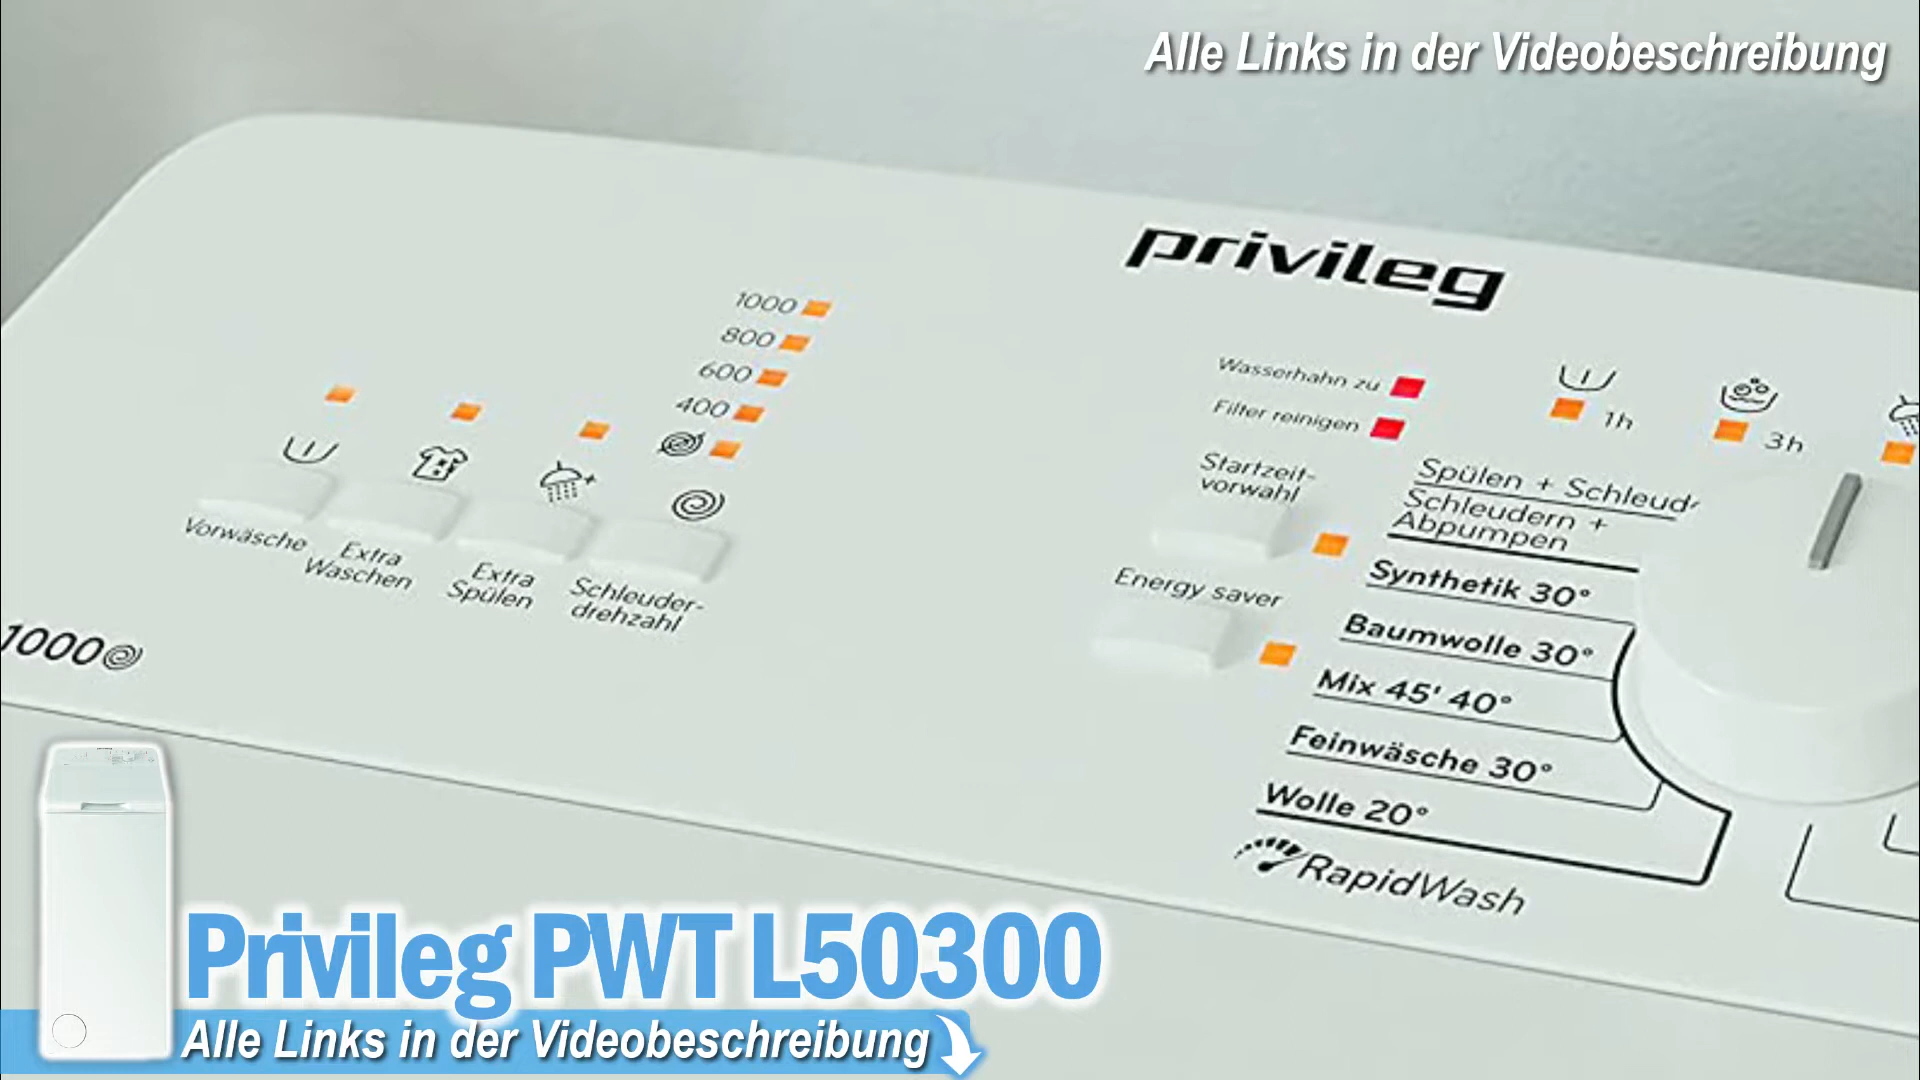 Alle Links in der Videobeschreibung
privileg
1000
800
600
400
Wasserhahn zu
Filter reinigen
1h
3h
Startzeit-
vorwahl
Energy saver
Spülen + Schleud
Schleudern +
Abpumpen
Synthetik 30°
Baumwolle 30°
Mix 45' 40°
Feinwäsche 30°
Wolle 20°
RapidWash
Vorwäsche
Extra
Waschen
Extra
Spülen
Schleuder-
drehzahl
1000
Privileg PWT L50300
Alle Links in der Videobeschreibung